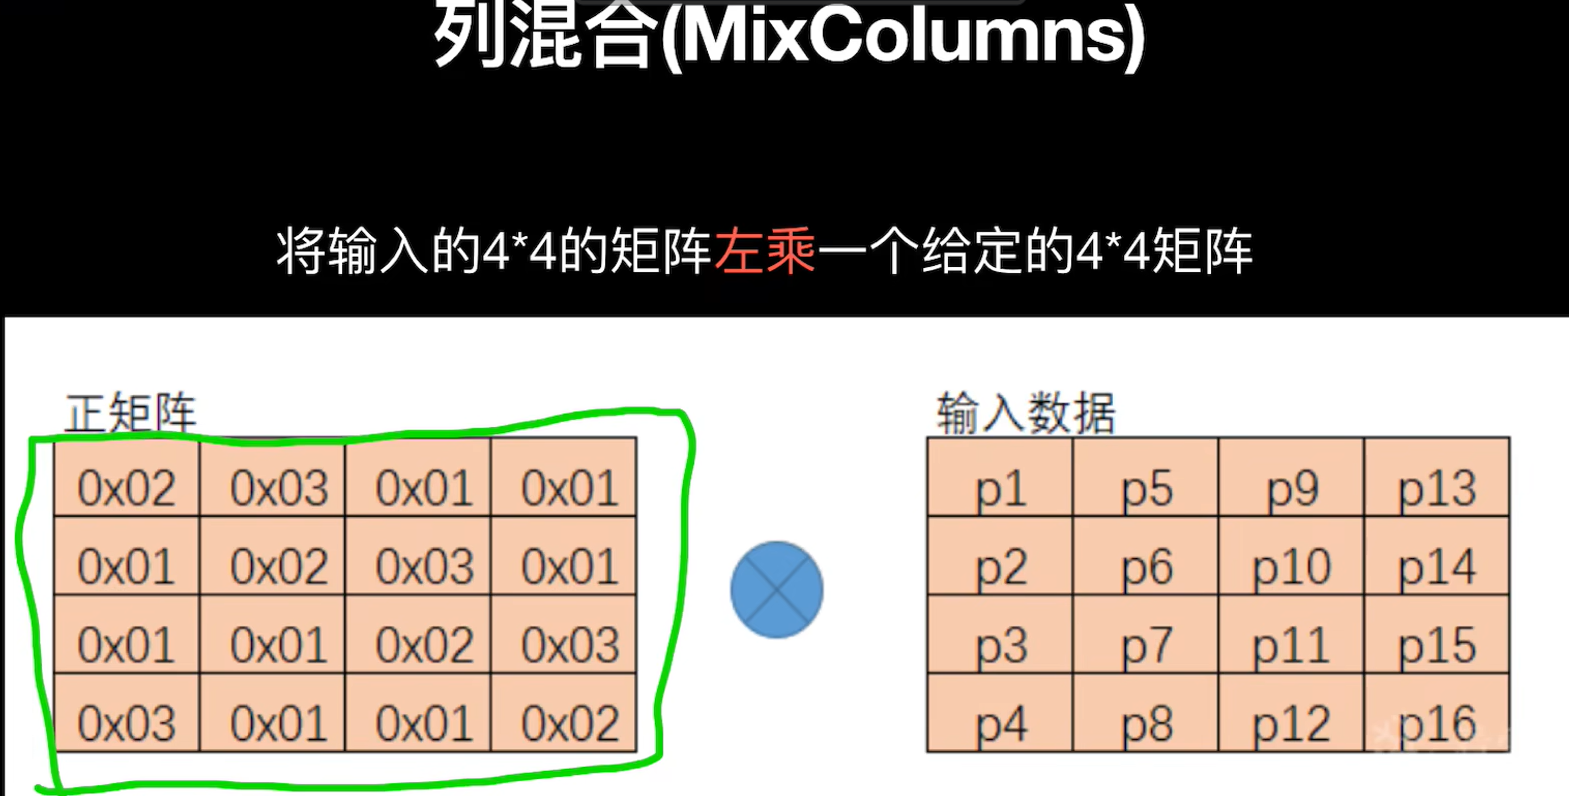 列混合(MixColumns)
将输入的4*4的矩阵左乘一个给定的4*4矩阵
正矩阵
0x02 0x03 0x01 0x01
0x01 0x02 0x03 0x01
0x01 0x01 0x02 0x03
0x03 0x01 0x01 0x02
输入数据
p1 p5 p9 p13
p2 p6 p10 p14
p3 p7 p11 p15
p4 p8 p12 p16